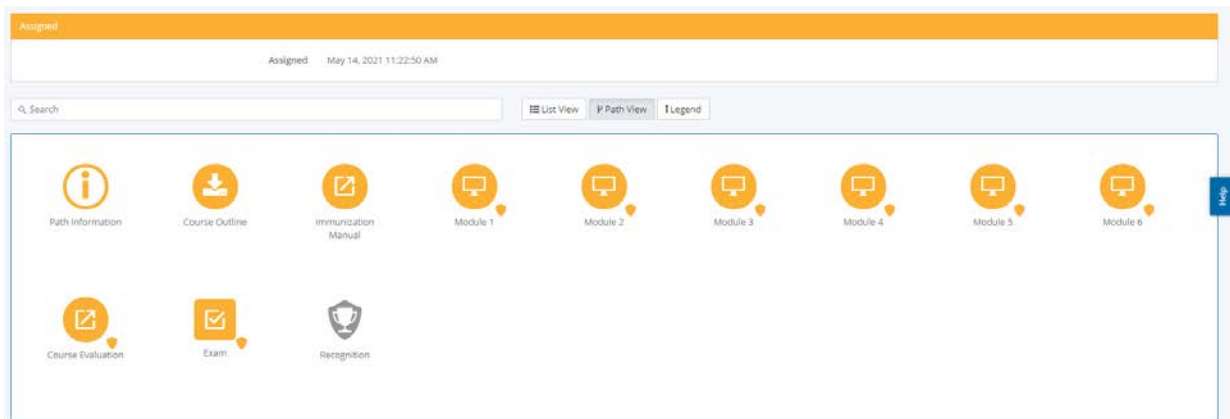 Assigned
Assigned May 14, 2021 11:22:50 AM
Search List View Path View Legend
Help
Path Information Course Outline Immunization Manual Module 1 Module 2 Module 3 Module 4 Module 5 Module 6
Course Evaluation Exam Recognition